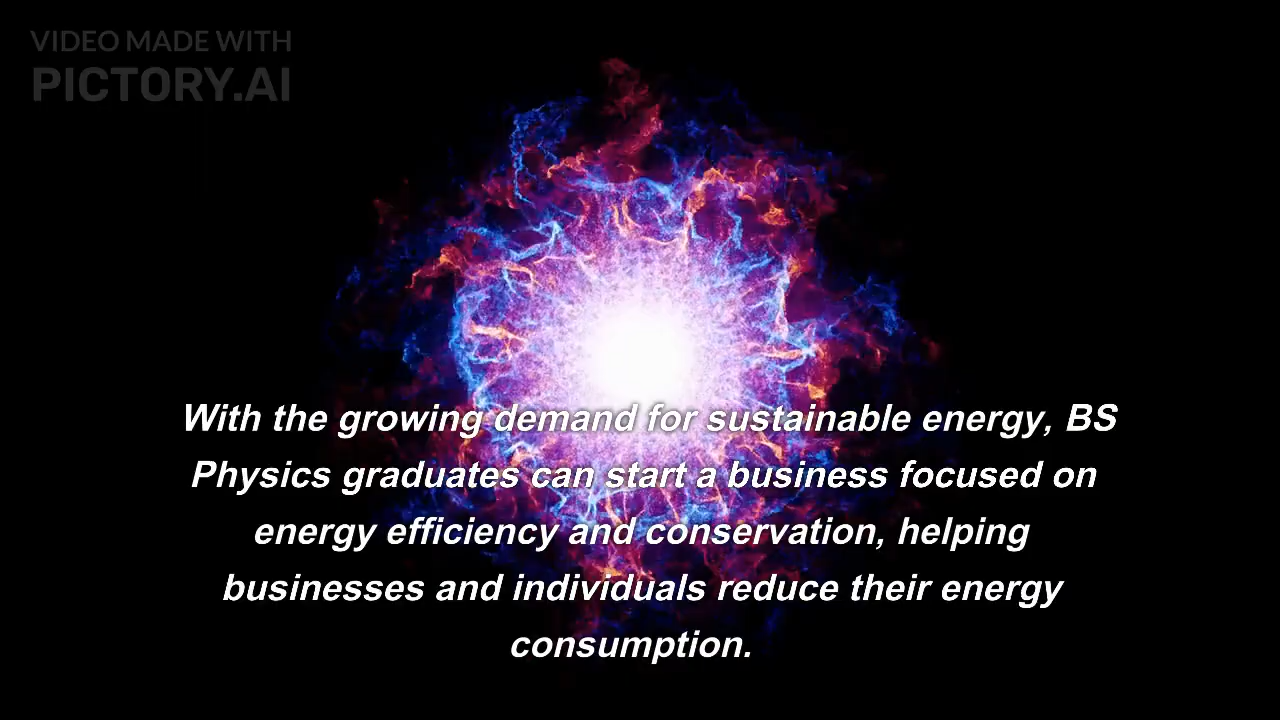 VIDEO MADE WITH
PICTORY.AI
With the growing demand for sustainable energy, BS
Physics graduates can start a business focused on
energy efficiency and conservation, helping
businesses and individuals reduce their energy
consumption.